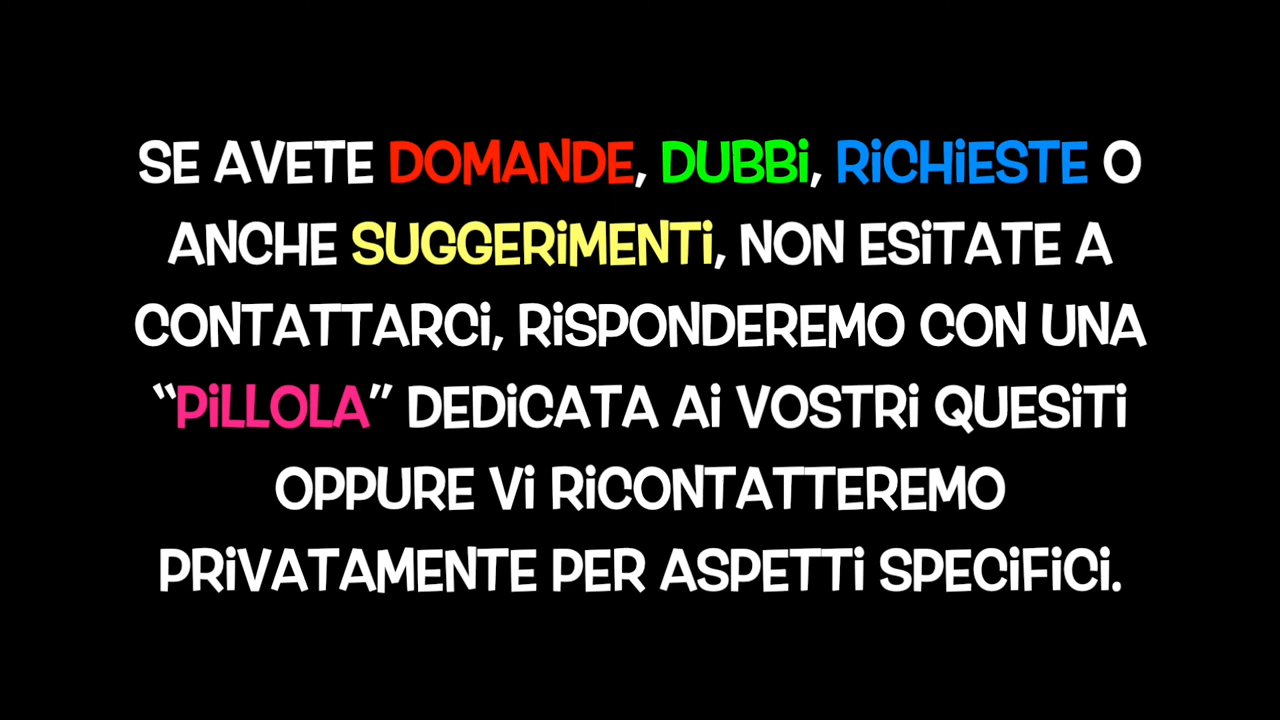 SE AVETE DOMANDE, DUBBI, RICHIESTE O
ANCHE SUGGERIMENTI, NON ESITATE A
CONTATTARCI, RISPONDEREMO CON UNA
“PILLOLA” DEDICATA AI VOSTRI QUESITI
OPPURE VI RICONTATTEREMO
PRIVATAMENTE PER ASPETTI SPECIFICI.